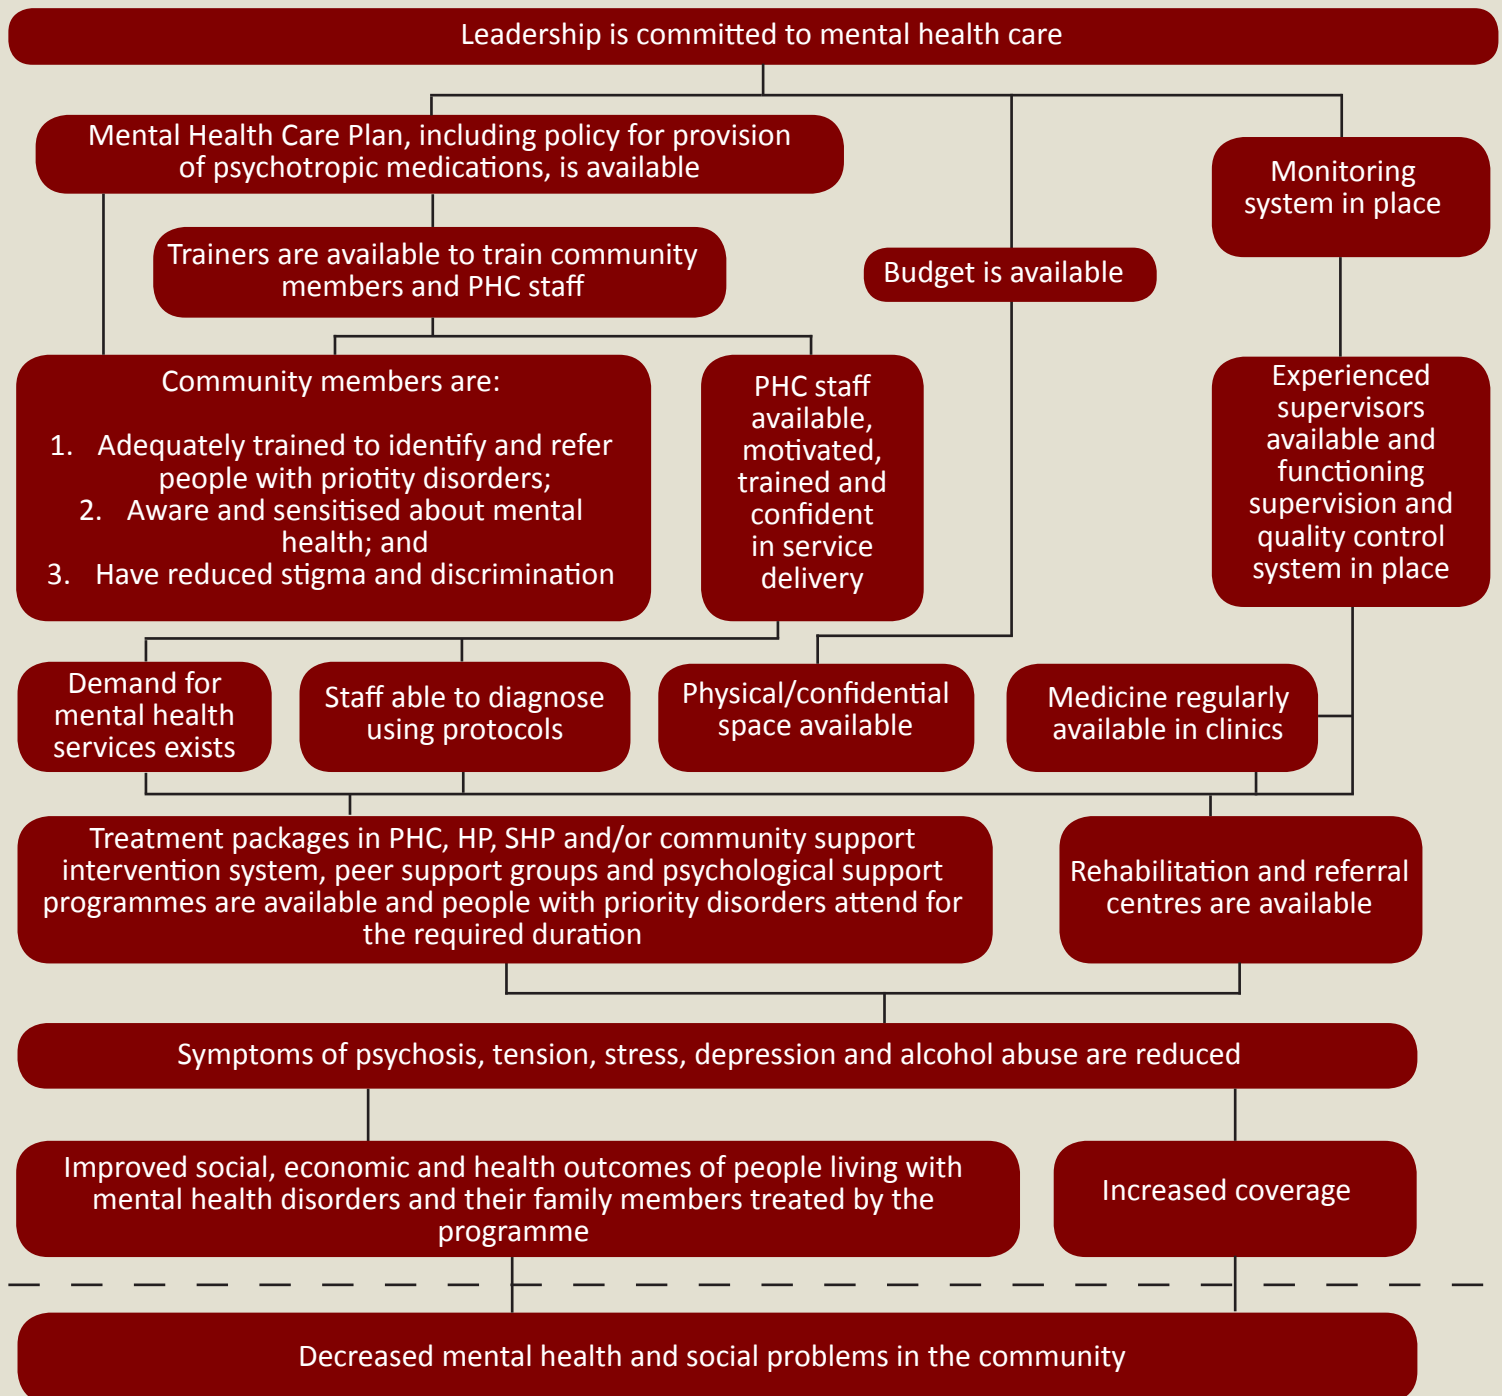 Leadership is committed to mental health care
Mental Health Care Plan, including policy for provision
of psychotropic medications, is available
Monitoring
system in place
Trainers are available to train community
members and PHC staff
Budget is available
Community members are:
1. Adequately trained to identify and refer
people with priotity disorders;
2. Aware and sensitised about mental
health; and
3. Have reduced stigma and discrimination
PHC staff
available,
motivated,
trained and
confident
in service
delivery
Experienced
supervisors
available and
functioning
supervision and
quality control
system in place
Demand for
mental health
services exists
Staff able to diagnose
using protocols
Physical/confidential
space available
Medicine regularly
available in clinics
Treatment packages in PHC, HP, SHP and/or community support
intervention system, peer support groups and psychological support
programmes are available and people with priority disorders attend for
the required duration
Rehabilitation and referral
centres are available
Symptoms of psychosis, tension, stress, depression and alcohol abuse are reduced
Improved social, economic and health outcomes of people living with
mental health disorders and their family members treated by the
programme
Increased coverage
Decreased mental health and social problems in the community